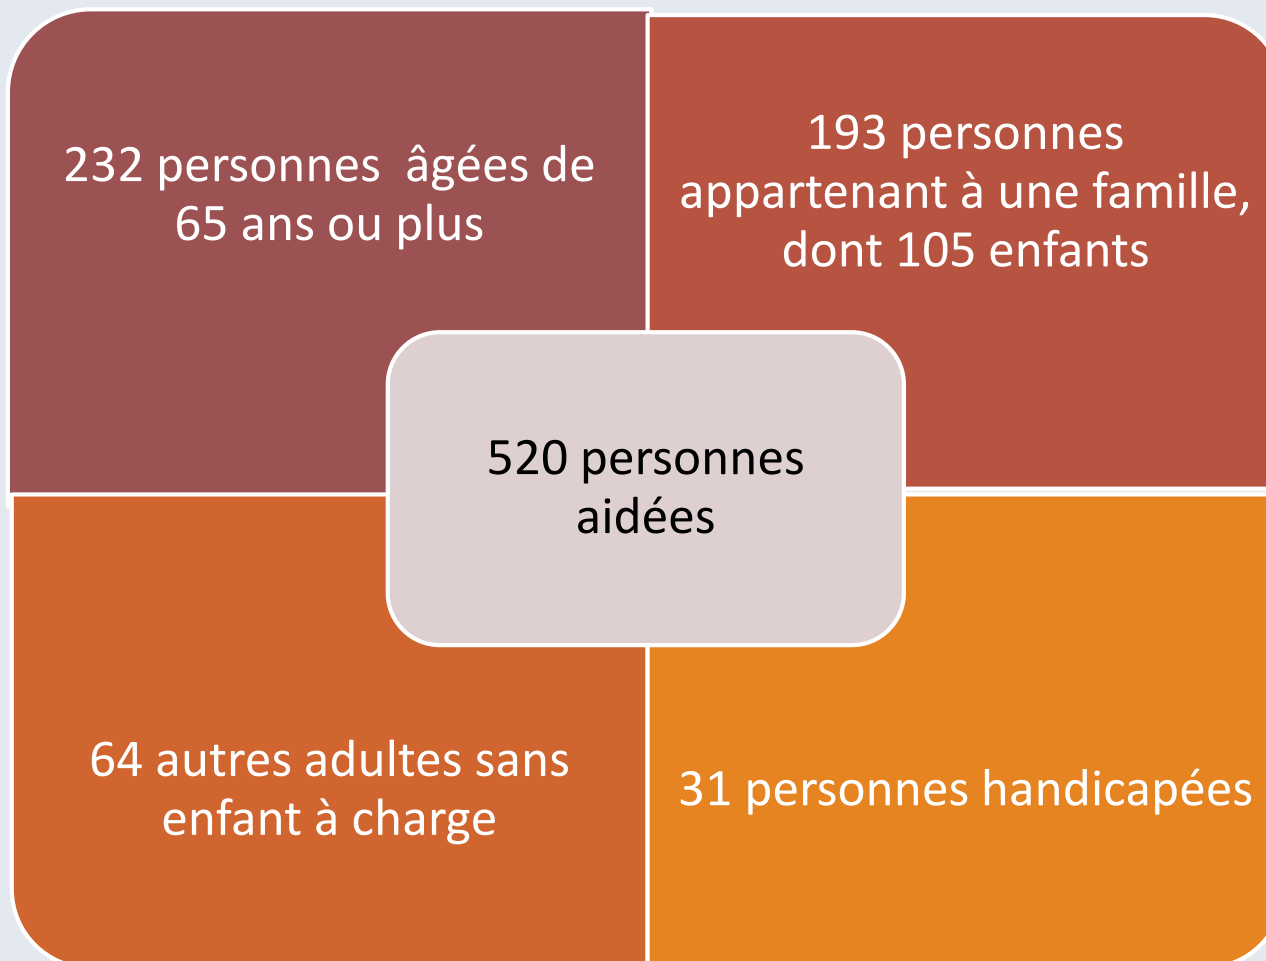 232 personnes  âgées de
65 ans ou plus
193 personnes
appartenant à une famille,
dont 105 enfants
520 personnes
aidées
64 autres adultes sans
enfant à charge
31 personnes handicapées